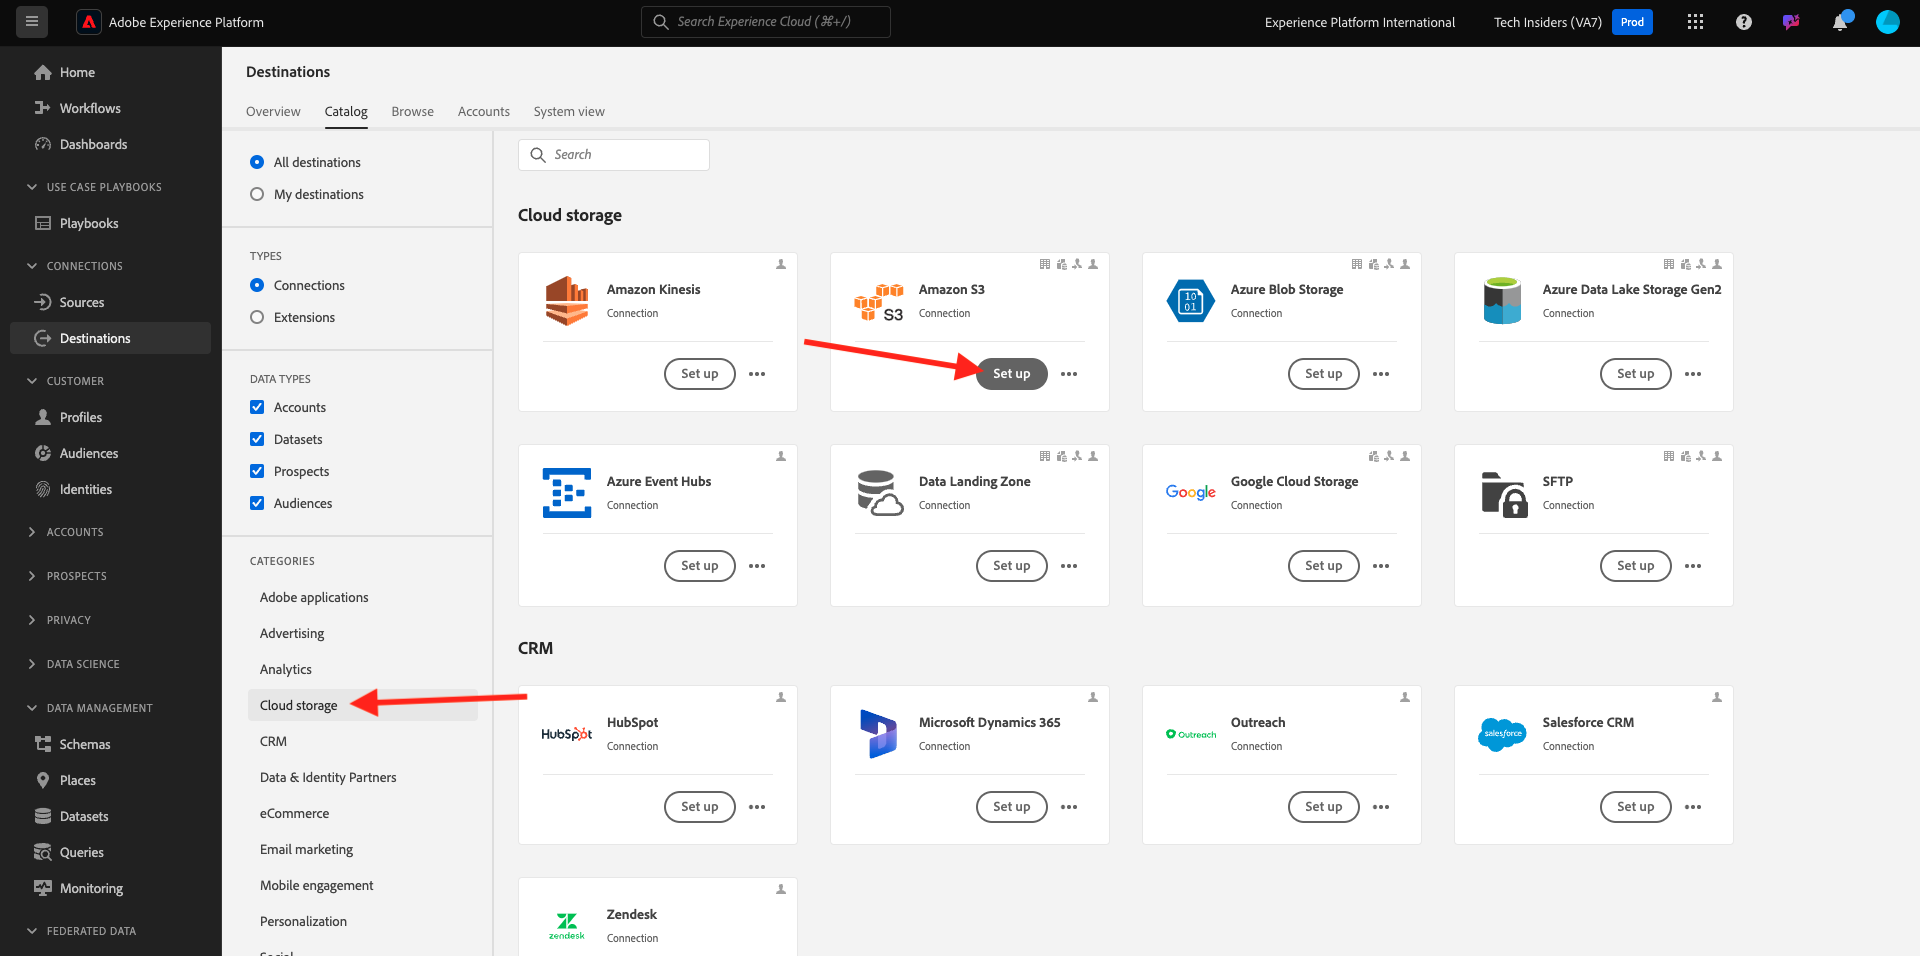 Adobe Experience Platform
Search Experience Cloud (⌘+/)
Experience Platform International
Tech Insiders (VA7)
Prod
Home
Workflows
Dashboards
USE CASE PLAYBOOKS
Playbooks
CONNECTIONS
Sources
Destinations
CUSTOMER
Profiles
Audiences
Identities
ACCOUNTS
PROSPECTS
PRIVACY
DATA SCIENCE
DATA MANAGEMENT
Schemas
Places
Datasets
Queries
Monitoring
FEDERATED DATA
Destinations
Overview
Catalog
Browse
Accounts
System view
All destinations
My destinations
TYPES
Connections
Extensions
DATA TYPES
Accounts
Datasets
Prospects
Audiences
CATEGORIES
Adobe applications
Advertising
Analytics
Cloud storage
CRM
Data & Identity Partners
eCommerce
Email marketing
Mobile engagement
Personalization
Social
Search
Cloud storage
Amazon Kinesis
Connection
Set up
S3
Amazon S3
Connection
Set up
10
01
Azure Blob Storage
Connection
Set up
Azure Data Lake Storage Gen2
Connection
Set up
Azure Event Hubs
Connection
Set up
Data Landing Zone
Connection
Set up
Google
Google Cloud Storage
Connection
Set up
SFTP
Connection
Set up
CRM
HubSpot
HubSpot
Connection
Set up
Microsoft Dynamics 365
Connection
Set up
Outreach
Outreach
Connection
Set up
salesforce
Salesforce CRM
Connection
Set up
zendesk
Zendesk
Connection